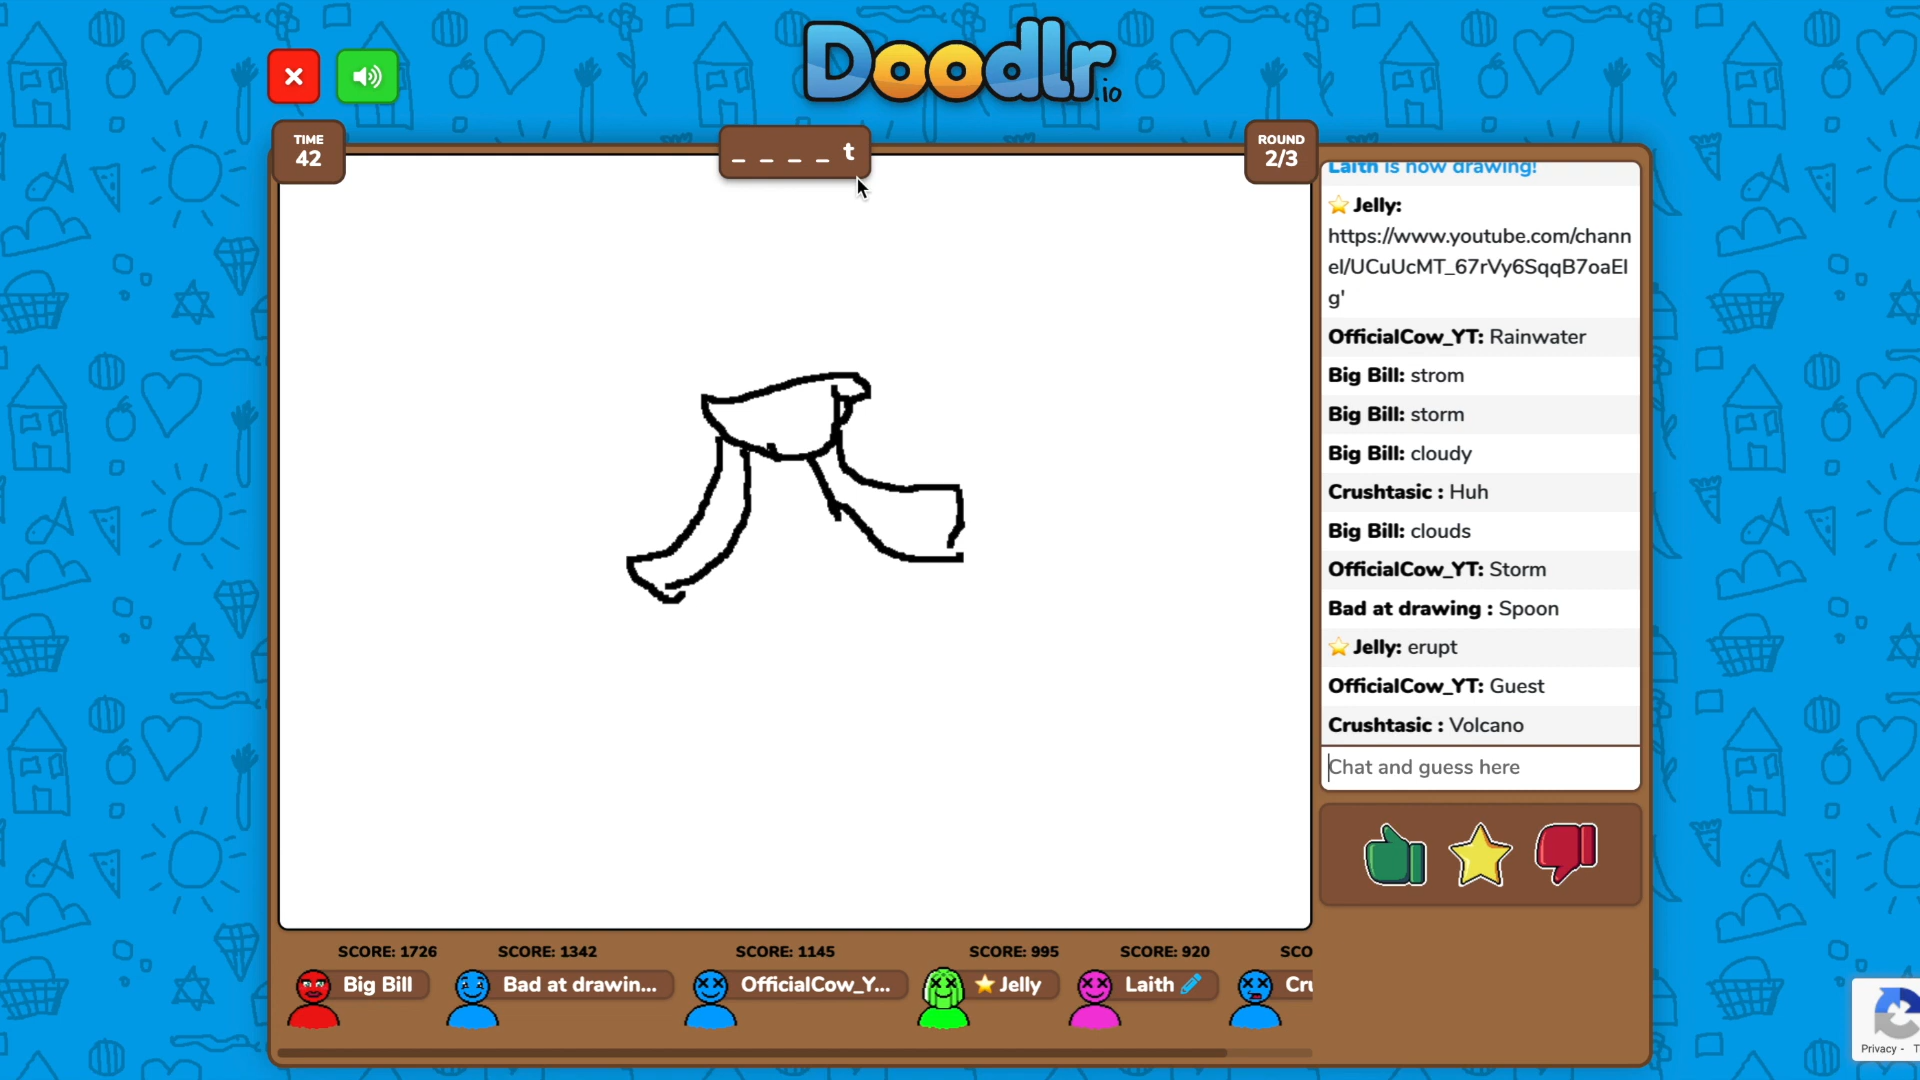 Doodlr.io
TIME
42
_ _ _ _ t
ROUND
2/3
Laith is now drawing!
Jelly:
https://www.youtube.com/chann
el/UCuUcMT_67rVy6SqqB7oaEl
g'
OfficialCow_YT: Rainwater
Big Bill: strom
Big Bill: storm
Big Bill: cloudy
Crushtasic : Huh
Big Bill: clouds
OfficialCow_YT: Storm
Bad at drawing : Spoon
Jelly: erupt
OfficialCow_YT: Guest
Crushtasic : Volcano
Chat and guess here
SCORE: 1726
Big Bill
SCORE: 1342
Bad at drawin...
SCORE: 1145
OfficialCow_Y...
SCORE: 995
Jelly
SCORE: 920
Laith
SCO
Cru
Privacy - T